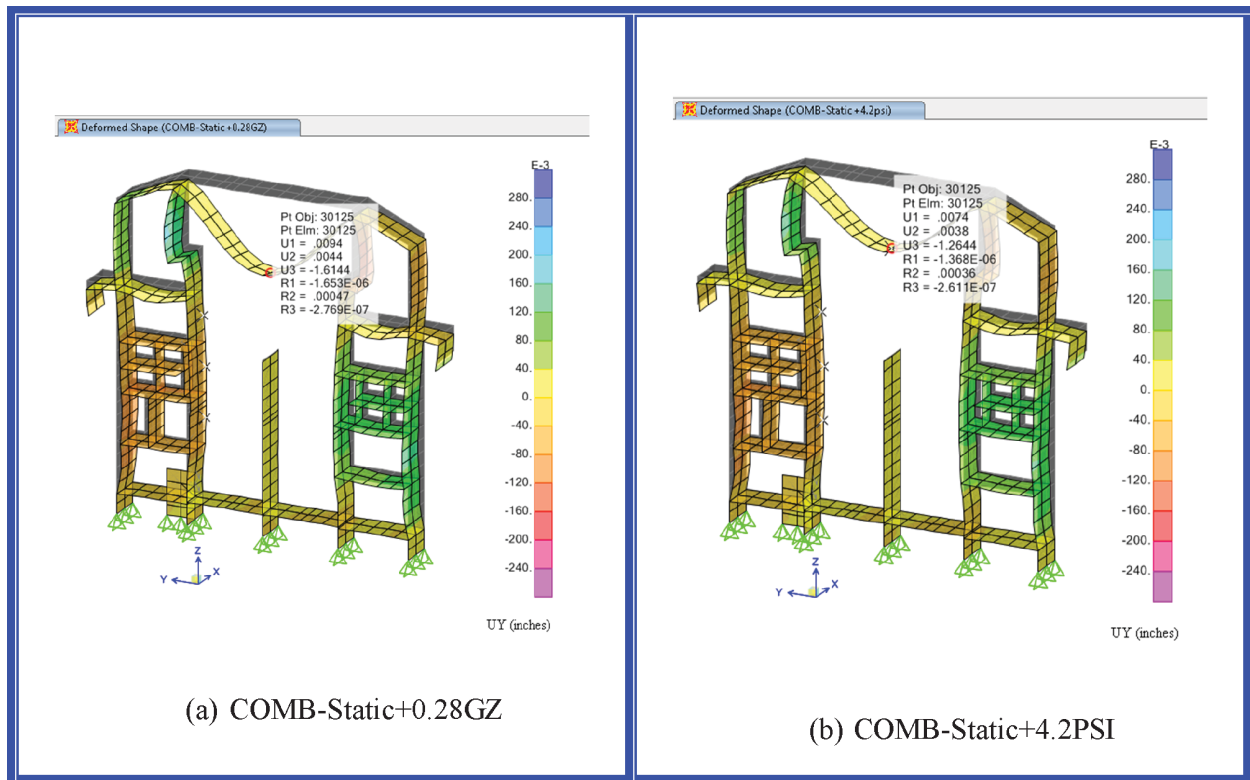 Deformed Shape (COMB-Static+0.28GZ)
E-3
280.
240.
200.
160.
120.
80.
40.
0.
-40.
-80.
-120.
-160.
-200.
-240.
Pt Obj: 30125
Pt Elm: 30125
U1 = .0094
U2 = .0044
U3 = -1.6144
R1 = -1.653E-06
R2 = .00047
R3 = -2.769E-07
Z
Y
X
UY (inches)
(a) COMB-Static+0.28GZ
Deformed Shape (COMB-Static+4.2psi)
E-3
280.
240.
200.
160.
120.
80.
40.
0.
-40.
-80.
-120.
-160.
-200.
-240.
Pt Obj: 30125
Pt Elm: 30125
U1 = .0074
U2 = .0038
U3 = -1.2644
R1 = -1.368E-06
R2 = .00036
R3 = -2.611E-07
Z
Y
X
UY (inches)
(b) COMB-Static+4.2PSI